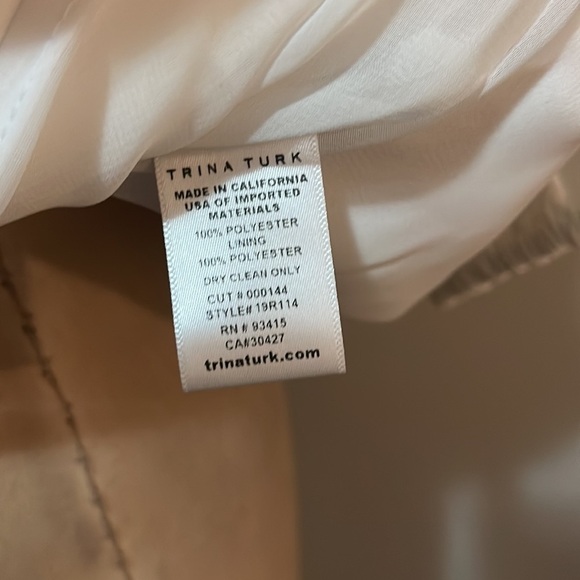 TRINA TURK
MADE IN CALIFORNIA
USA OF IMPORTED
MATERIALS
100% POLYESTER
LINING
100% POLYESTER
DRY CLEAN ONLY
CUT # 000144
STYLE# 19R114
RN # 93415
CA#30427
trinaturk.com